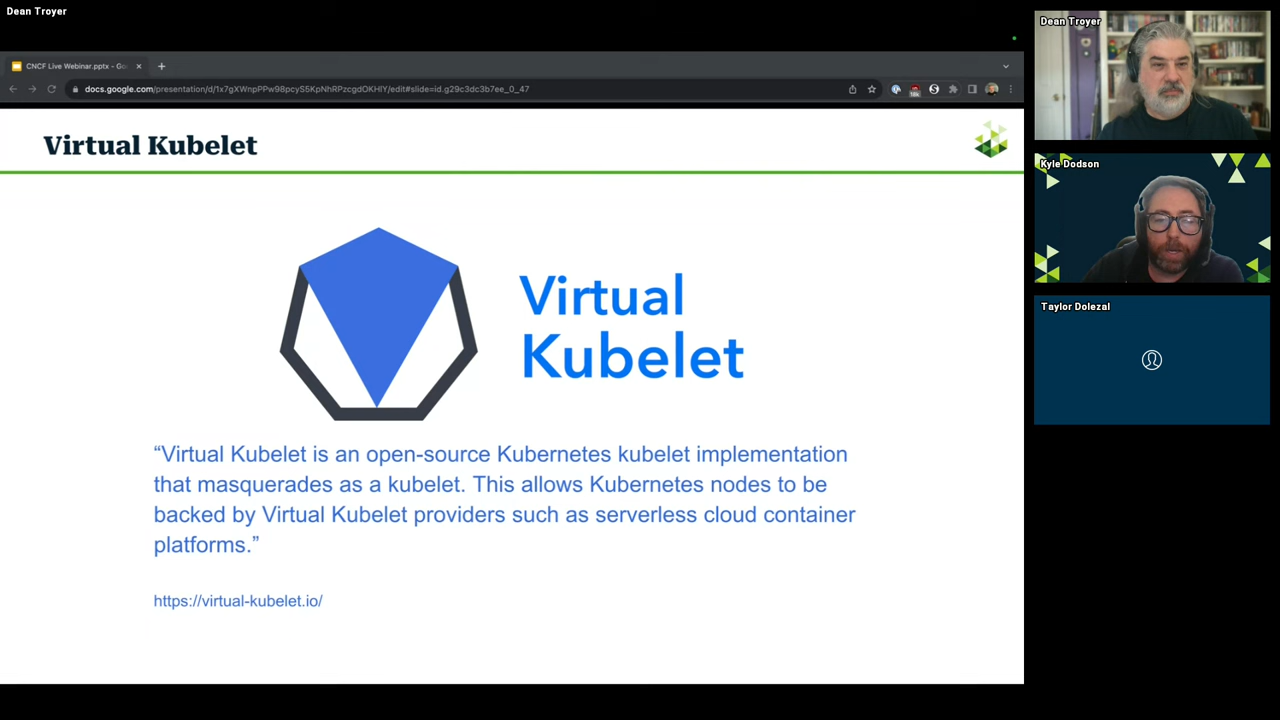 Dean Troyer
CNCF Live Webinar.pptx - Go
docs.google.com/presentation/d/1x7gXWnpPPw98pcyS5KpNhRPzcgdOKHlY/edit#slide=id.g29c3dc3b7ee_0_47
Virtual Kubelet
Virtual
Kubelet
“Virtual Kubelet is an open-source Kubernetes kubelet implementation
that masquerades as a kubelet. This allows Kubernetes nodes to be
backed by Virtual Kubelet providers such as serverless cloud container
platforms.”
https://virtual-kubelet.io/
Dean Troyer
Kyle Dodson
Taylor Dolezal